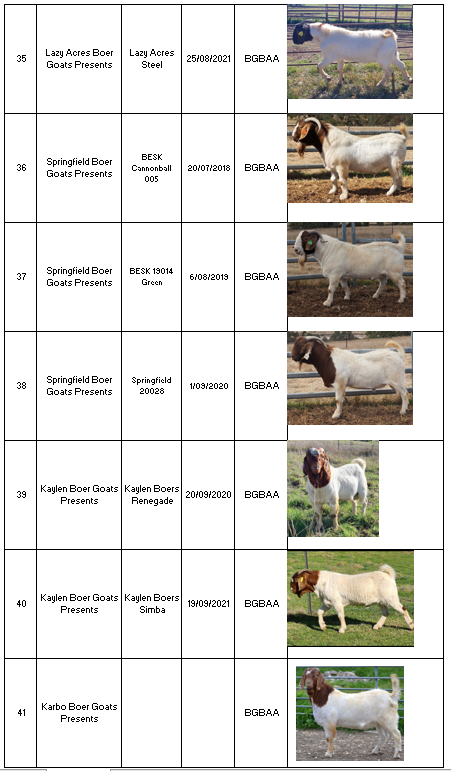 35
Lazy Acres Boer
Goats Presents
Lazy Acres
Steel
25/08/2021
BGBAA
36
Springfield Boer
Goats Presents
BESK
Cannonball
005
20/07/2018
BGBAA
37
Springfield Boer
Goats Presents
BESK 19014
Green
6/08/2019
BGBAA
38
Springfield Boer
Goats Presents
Springfield
20028
1/09/2020
BGBAA
39
Kaylen Boer Goats
Presents
Kaylen Boers
Renegade
20/09/2020
BGBAA
40
Kaylen Boer Goats
Presents
Kaylen Boers
Simba
19/09/2021
BGBAA
41
Karbo Boer Goats
Presents
BGBAA